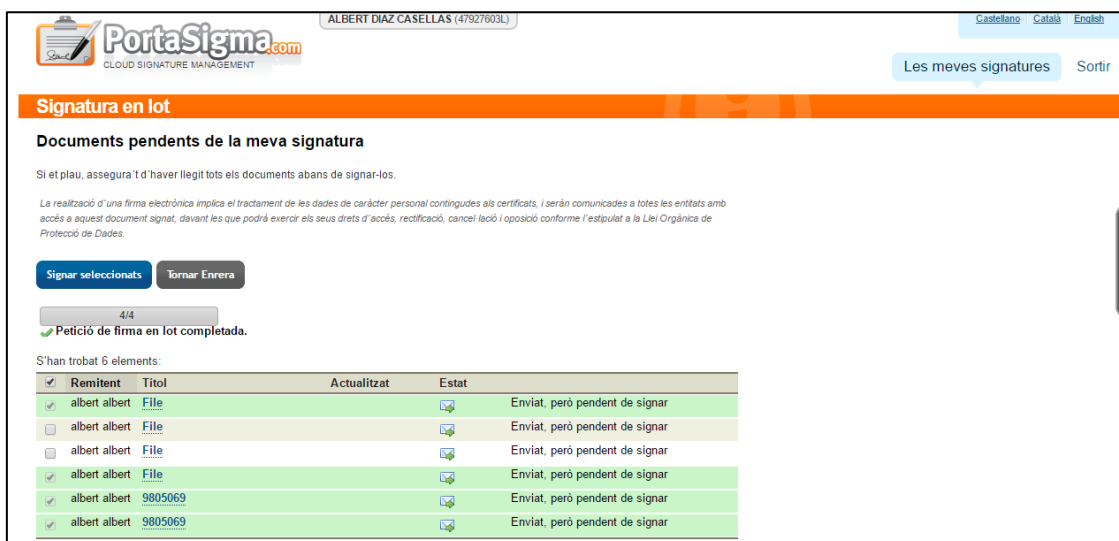 ALBERT DIAZ CASELLAS (47927603L)
Castellano Català English
PortaSigma.com
CLOUD SIGNATURE MANAGEMENT
Les meves signatures Sortir
Signatura en lot
Documents pendents de la meva signatura
Si et plau, assegura´t d´haver llegit tots els documents abans de signar-los.
La realització d´una firma electrònica implica el tractament de les dades de caràcter personal contingudes als certificats, i seràn comunicades a totes les entitats amb
accés a aquest document signat, davant les que podrá exercir els seus drets d´accés, rectificació, cancel·lació i oposició conforme l´estipulat a la Llei Orgànica de
Protecció de Dades.
Signar seleccionats Tornar Enrera
4/4
Petició de firma en lot completada.
S'han trobat 6 elements:
Remitent Títol Actualitzat Estat
albert albert File Enviat, però pendent de signar
albert albert File Enviat, però pendent de signar
albert albert File Enviat, però pendent de signar
albert albert File Enviat, però pendent de signar
albert albert 9805069 Enviat, però pendent de signar
albert albert 9805069 Enviat, però pendent de signar